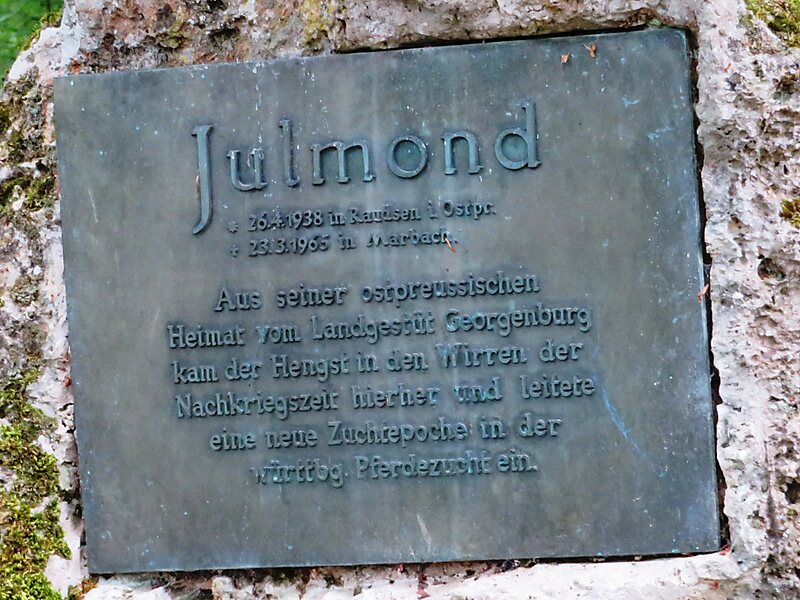 Julmond
* 26.4.1938 in Raudsen i. Ostpr.
+ 23.3.1965 in Marbach.
Aus seiner ostpreussischen
Heimat vom Landgestüt Georgenburg
kam der Hengst in den Wirren der
Nachkriegszeit hierher und leitete
eine neue Zuchtepoche in der
württbg. Pferdezucht ein.